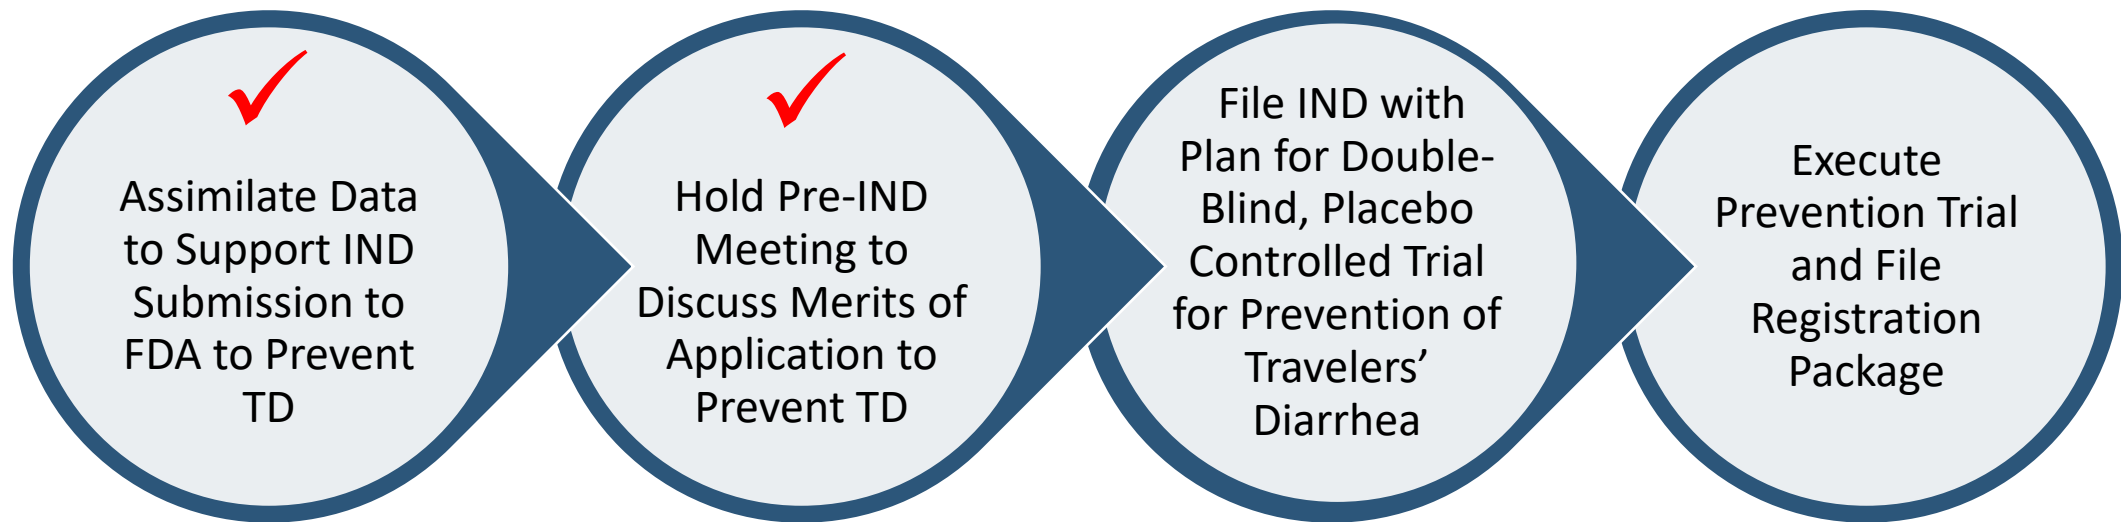 Assimilate Data
to Support IND
Submission to
FDA to Prevent
TD
Hold Pre-IND
Meeting to
Discuss Merits of
Application to
Prevent TD
File IND with
Plan for Double-
Blind, Placebo
Controlled Trial
for Prevention of
Travelers’
Diarrhea
Execute
Prevention Trial
and File
Registration
Package